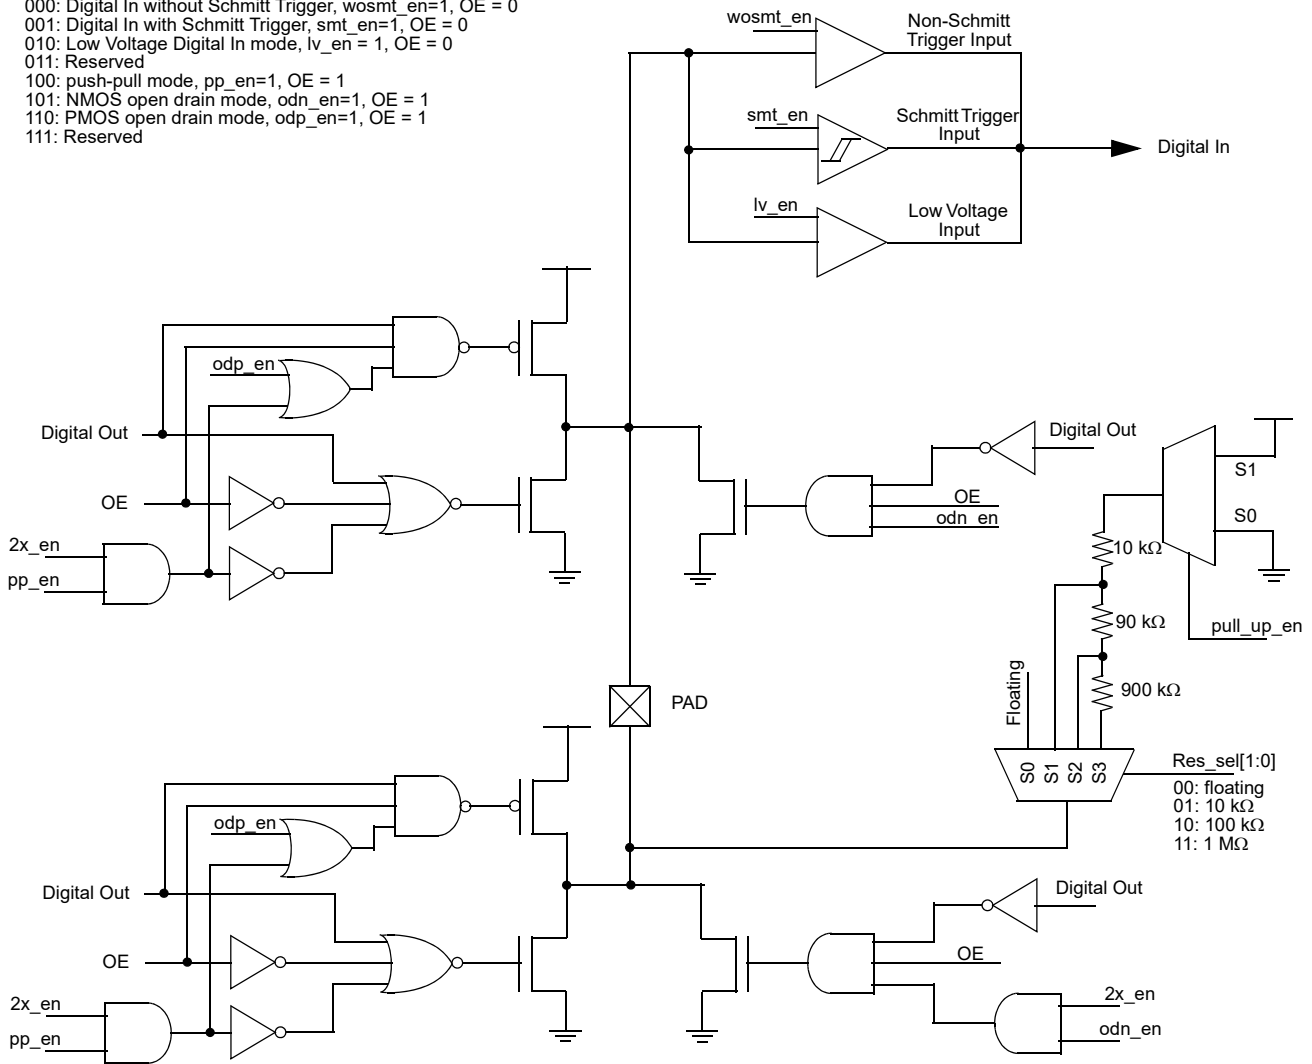 000: Digital In without Schmitt Trigger, wosmt_en=1, OE = 0
001: Digital In with Schmitt Trigger, smt_en=1, OE = 0
010: Low Voltage Digital In mode, lv_en = 1, OE = 0
011: Reserved
100: push-pull mode, pp_en=1, OE = 1
101: NMOS open drain mode, odn_en=1, OE = 1
110: PMOS open drain mode, odp_en=1, OE = 1
111: Reserved
wosmt_en
Non-Schmitt
Trigger Input
smt_en
Schmitt Trigger
Input
Digital In
lv_en
Low Voltage
Input
odp_en
Digital Out
OE
2x_en
pp_en
Digital Out
OE
odn_en
S1
S0
10 kΩ
90 kΩ
900 kΩ
pull_up_en
Floating
PAD
S0
S1
S2
S3
Res_sel[1:0]
00: floating
01: 10 kΩ
10: 100 kΩ
11: 1 MΩ
odp_en
Digital Out
OE
2x_en
pp_en
Digital Out
OE
2x_en
odn_en